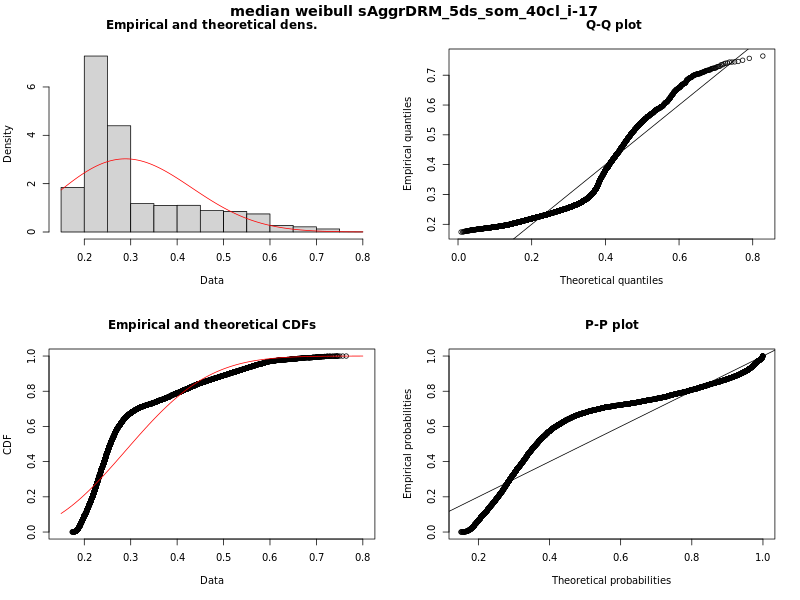 median weibull sAggrDRM_5ds_som_40cl_i-17
Empirical and theoretical dens.
Density
0 2 4 6
0.2 0.3 0.4 0.5 0.6 0.7 0.8
Data
Q-Q plot
Empirical quantiles
0.2 0.3 0.4 0.5 0.6 0.7
0.0 0.2 0.4 0.6 0.8
Theoretical quantiles
Empirical and theoretical CDFs
CDF
0.0 0.2 0.4 0.6 0.8 1.0
0.2 0.3 0.4 0.5 0.6 0.7 0.8
Data
P-P plot
Empirical probabilities
0.0 0.2 0.4 0.6 0.8 1.0
0.2 0.4 0.6 0.8 1.0
Theoretical probabilities